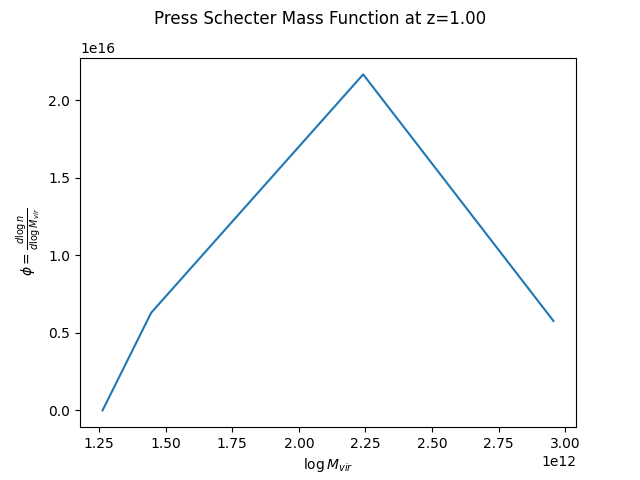 Press Schecter Mass Function at z=1.00
1e16
2.0
1.5
1.0
0.5
0.0
ϕ = d log n / d log M_vir
1.25 1.50 1.75 2.00 2.25 2.50 2.75 3.00
1e12
log M_vir